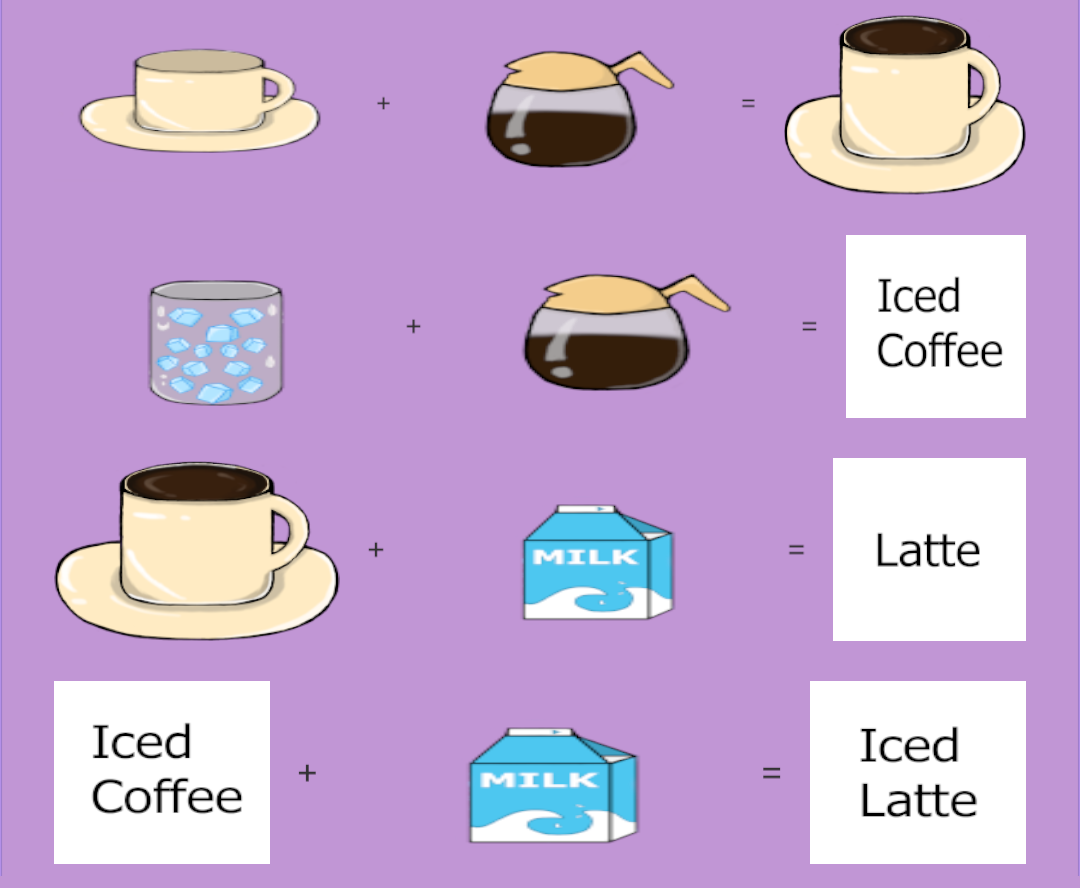 +
=
+
=
Iced
Coffee
+
MILK
=
Latte
Iced
Coffee
+
MILK
=
Iced
Latte